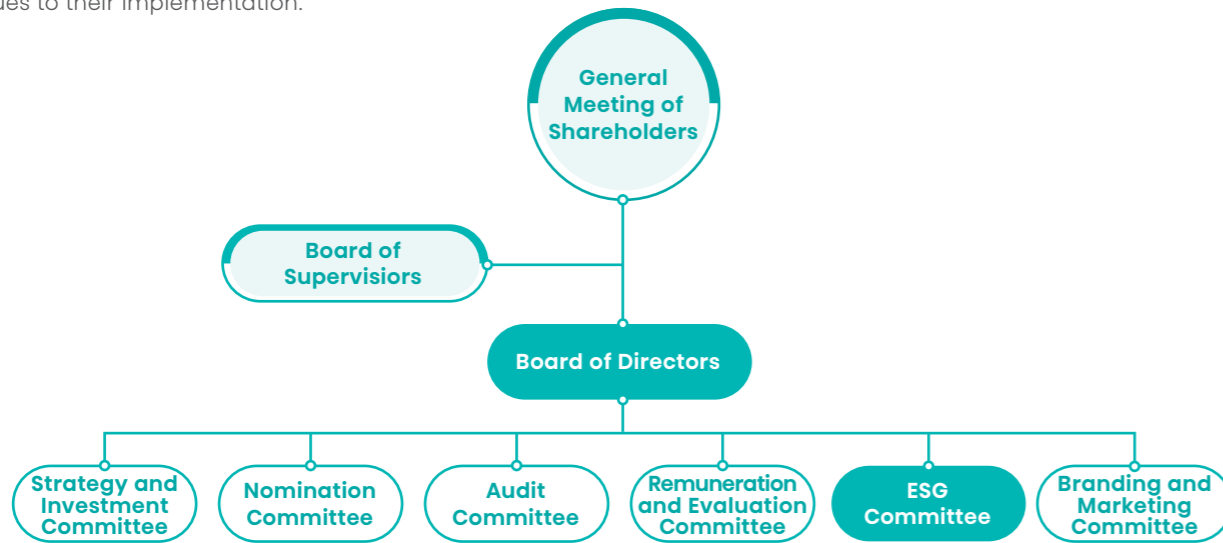 ues to their implementation.
General
Meeting of
Shareholders
Board of
Supervisiors
Board of Directors
Strategy and
Investment
Committee
Nomination
Committee
Audit
Committee
Remuneration
and Evaluation
Committee
ESG
Committee
Branding and
Marketing
Committee